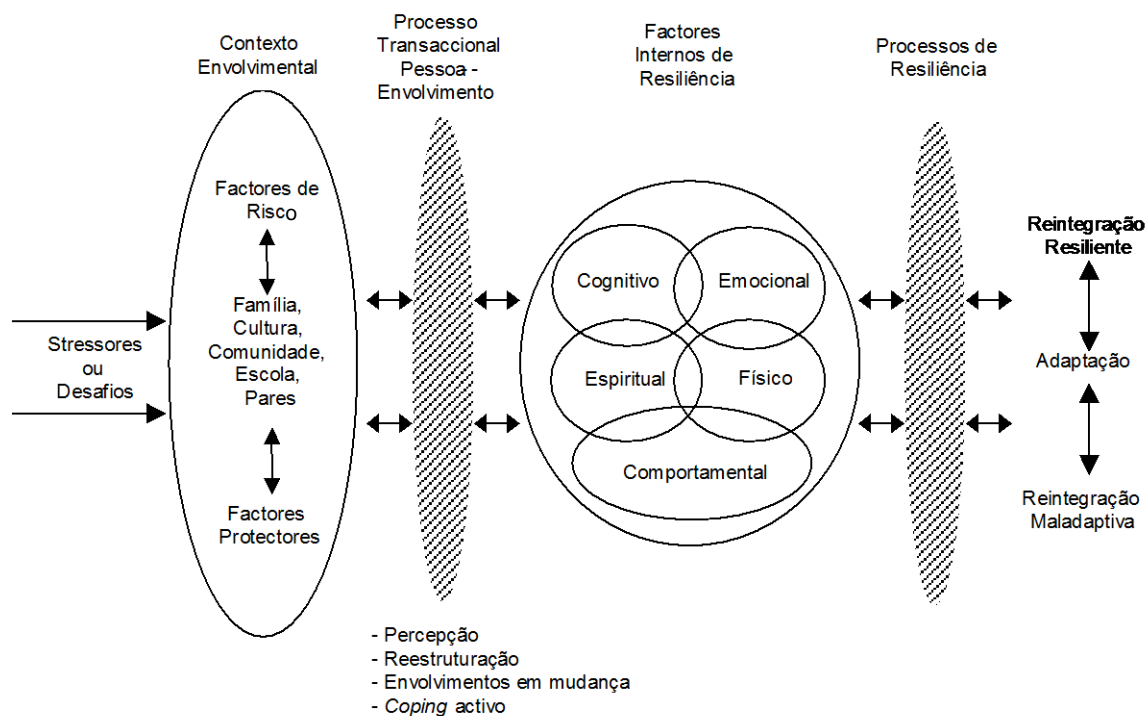 Contexto
Envolvimental
Processo
Transaccional
Pessoa -
Envolvimento
Factores
Internos de
Resiliência
Processos de
Resiliência
Stressores
ou
Desafios
Factores de
Risco
Família,
Cultura,
Comunidade,
Escola,
Pares
Factores
Protectores
Cognitivo
Emocional
Espiritual
Físico
Comportamental
Reintegração
Resiliente
Adaptação
Reintegração
Maladaptiva
- Percepção
- Reestruturação
- Envolvimentos em mudança
- Coping activo